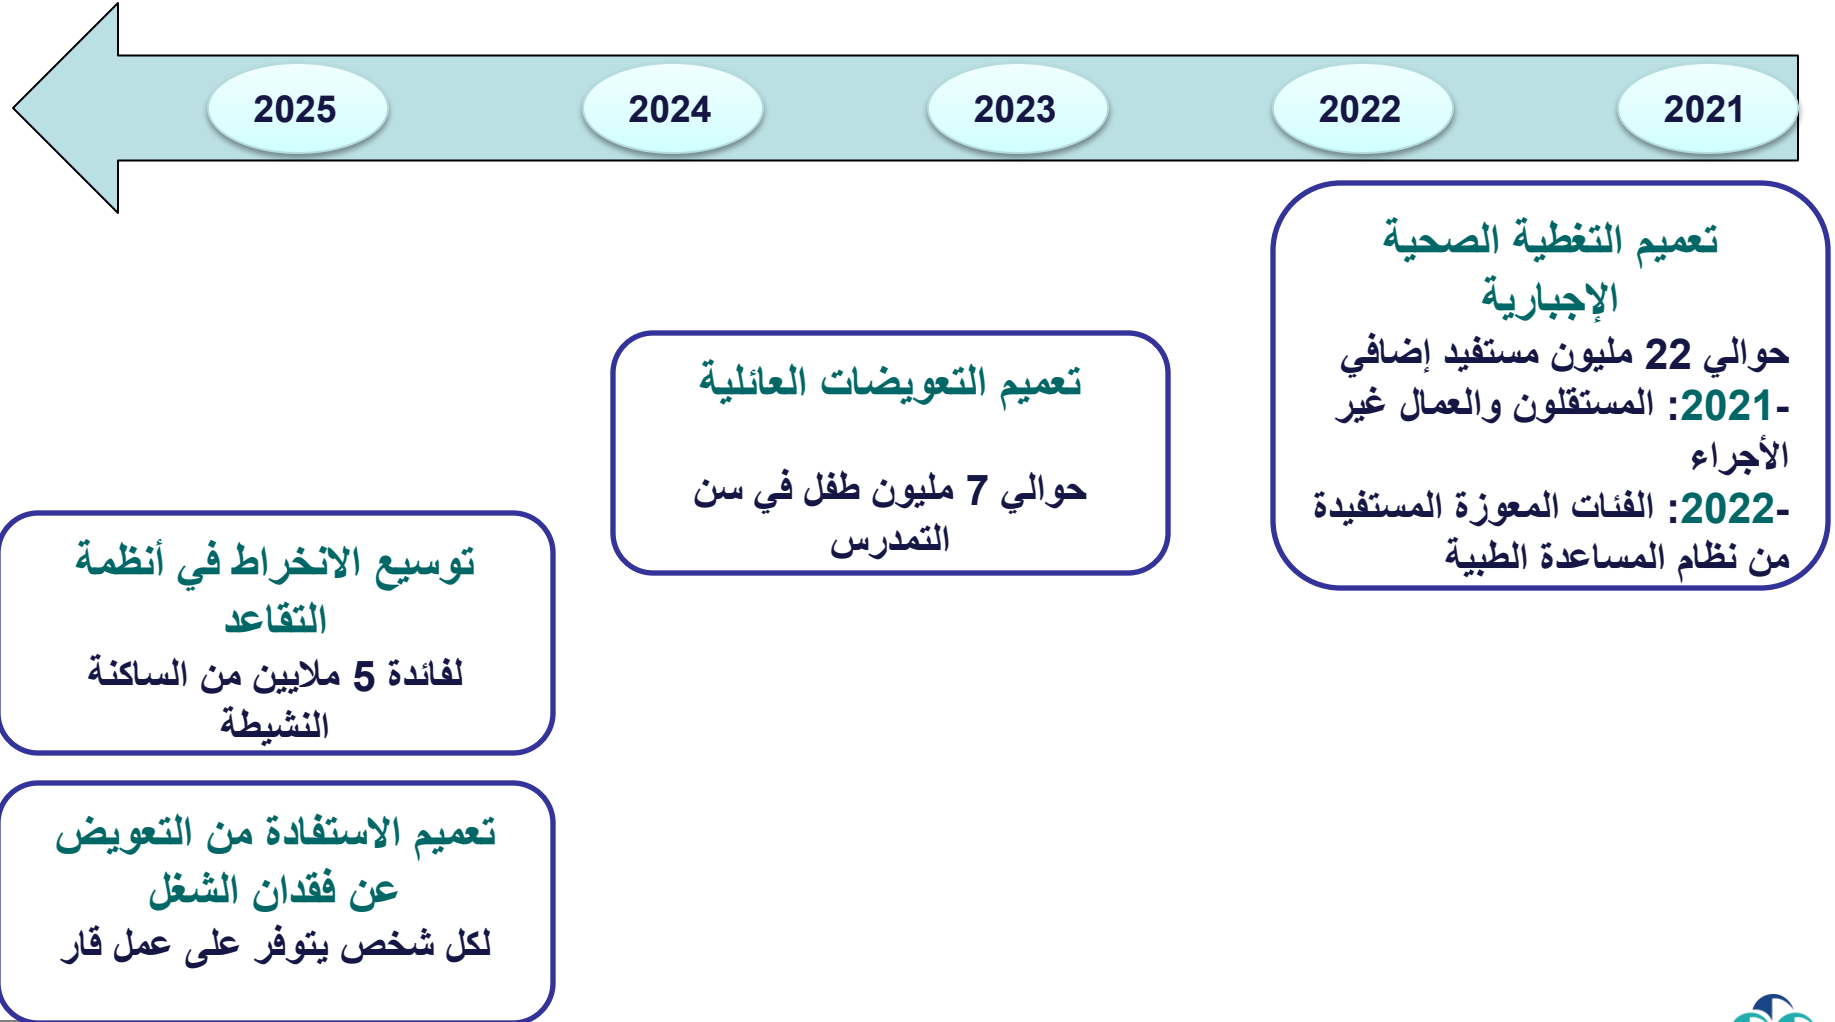 2021
2022
2023
2024
2025
تعميم التغطية الصحية
الإجبارية
حوالي 22 مليون مستفيد إضافي
-2021: المستقلون والعمال غير
الأجراء
-2022: الفئات المعوزة المستفيدة
من نظام المساعدة الطبية
تعميم التعويضات العائلية
حوالي 7 مليون طفل في سن
التمدرس
توسيع الانخراط في أنظمة
التقاعد
لفائدة 5 ملايين من الساكنة
النشيطة
تعميم الاستفادة من التعويض
عن فقدان الشغل
لكل شخص يتوفر على عمل قار